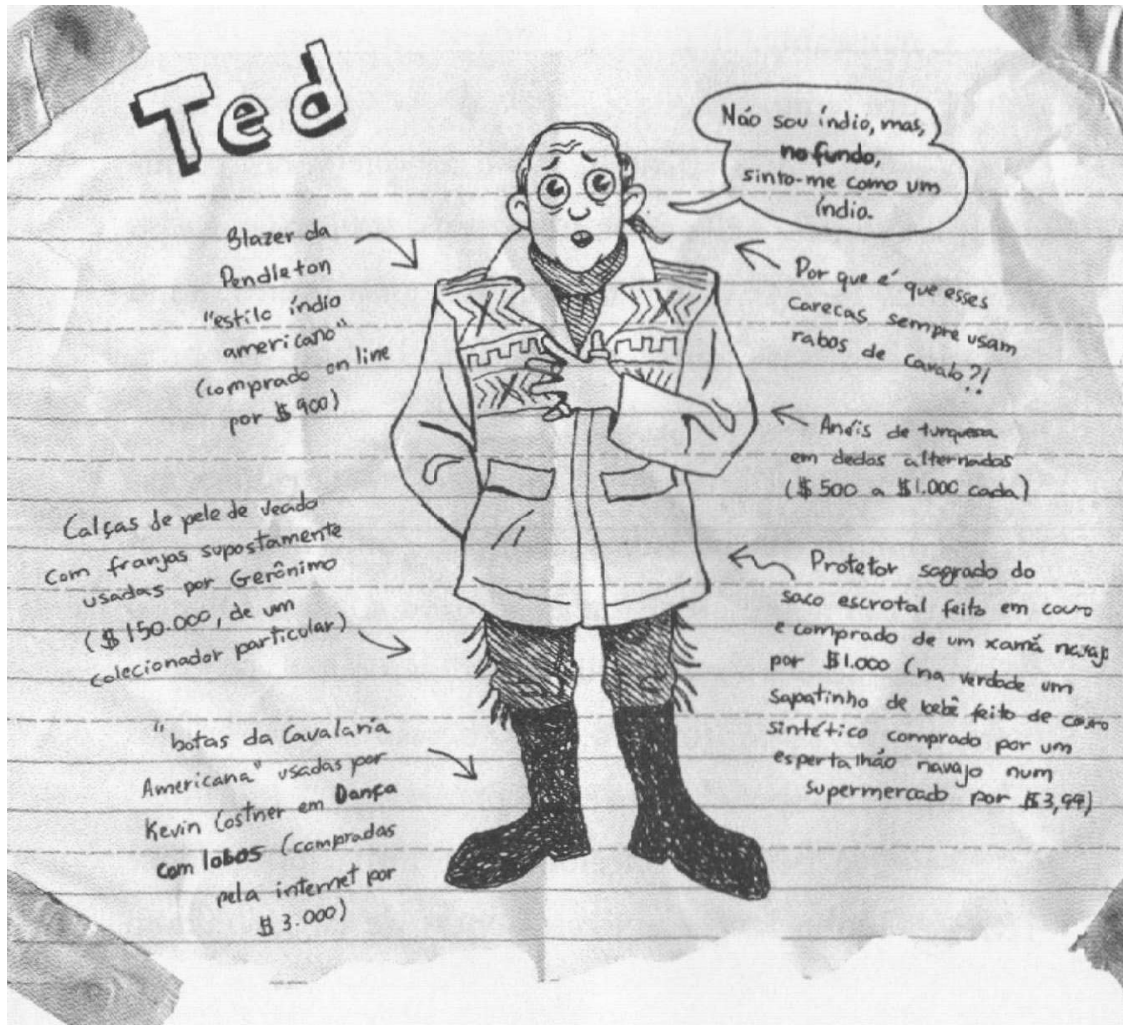 Ted
Não sou índio, mas,
no fundo,
sinto-me como um
índio.
Blazer da
Pendleton
"estilo índio
americano"
(comprado on line
por $900)
Por que é que esses
carecas sempre usam
rabos de cavalo?!
Anéis de turquesa
em dedos alternados
($500 a $1.000 cada)
Calças de pele de veado
com franjas supostamente
usadas por Gerônimo
($150.000, de um
colecionador particular)
Protetor sagrado do
saco escrotal feito em couro
e comprado de um xamã navajo
por $1.000 (na verdade um
sapatinho de bebê feito de couro
sintético comprado por um
espertalhão navajo num
supermercado por $3,99)
"botas da Cavalaria
Americana" usadas por
Kevin Costner em Dança
com lobos (compradas
pela internet por
$3.000)